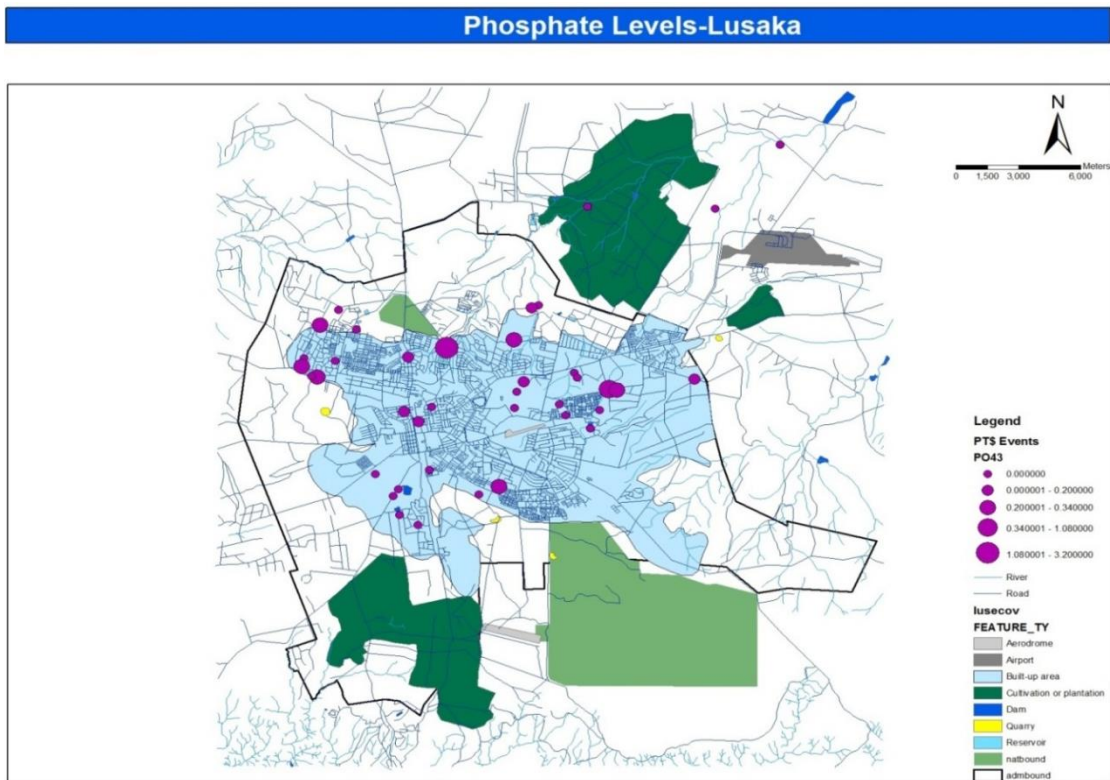 Phosphate Levels-Lusaka
N
Meters
0 1,500 3,000 6,000
Legend
PT$ Events
PO43
0.000000
0.000001 - 0.200000
0.200001 - 0.340000
0.340001 - 1.080000
1.080001 - 3.200000
River
Road
lusecov
FEATURE_TY
Aerodrome
Airport
Built-up area
Cultivation or plantation
Dam
Quarry
Reservoir
natbound
admbound